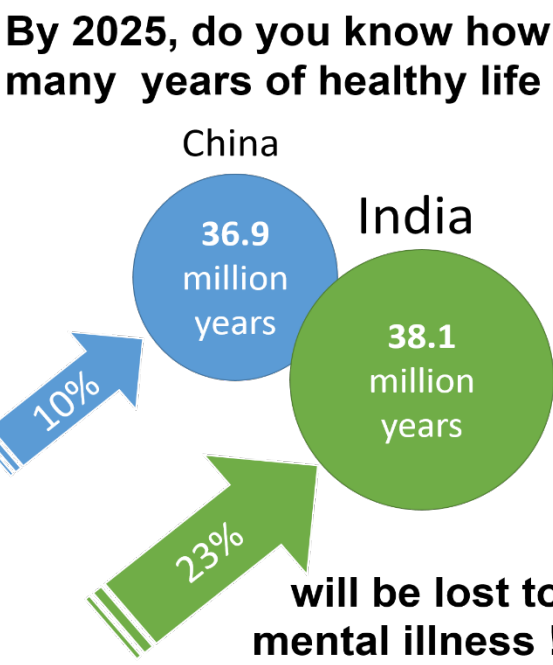 By 2025, do you know how
many years of healthy life
China
36.9
million
years
India
38.1
million
years
10%
23%
will be lost to
mental illness !